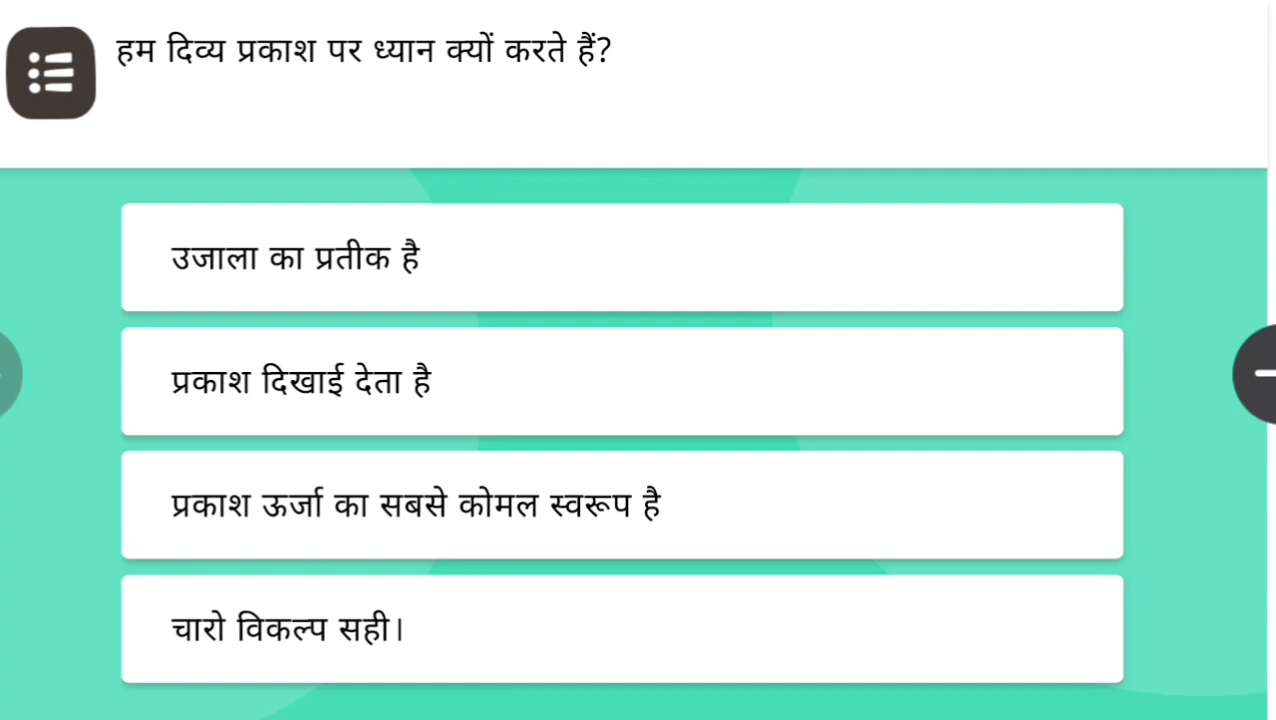 हम दिव्य प्रकाश पर ध्यान क्यों करते हैं?
उजाला का प्रतीक है
प्रकाश दिखाई देता है
प्रकाश ऊर्जा का सबसे कोमल स्वरूप है
चारो विकल्प सही।